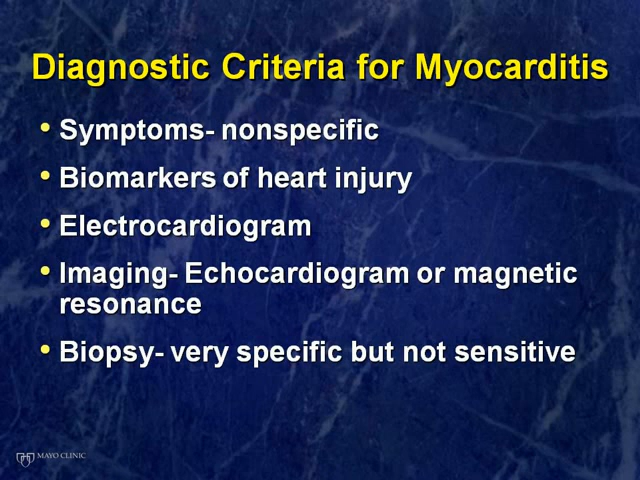 Diagnostic Criteria for Myocarditis
• Symptoms- nonspecific
• Biomarkers of heart injury
• Electrocardiogram
• Imaging- Echocardiogram or magnetic
resonance
• Biopsy- very specific but not sensitive
MAYO CLINIC